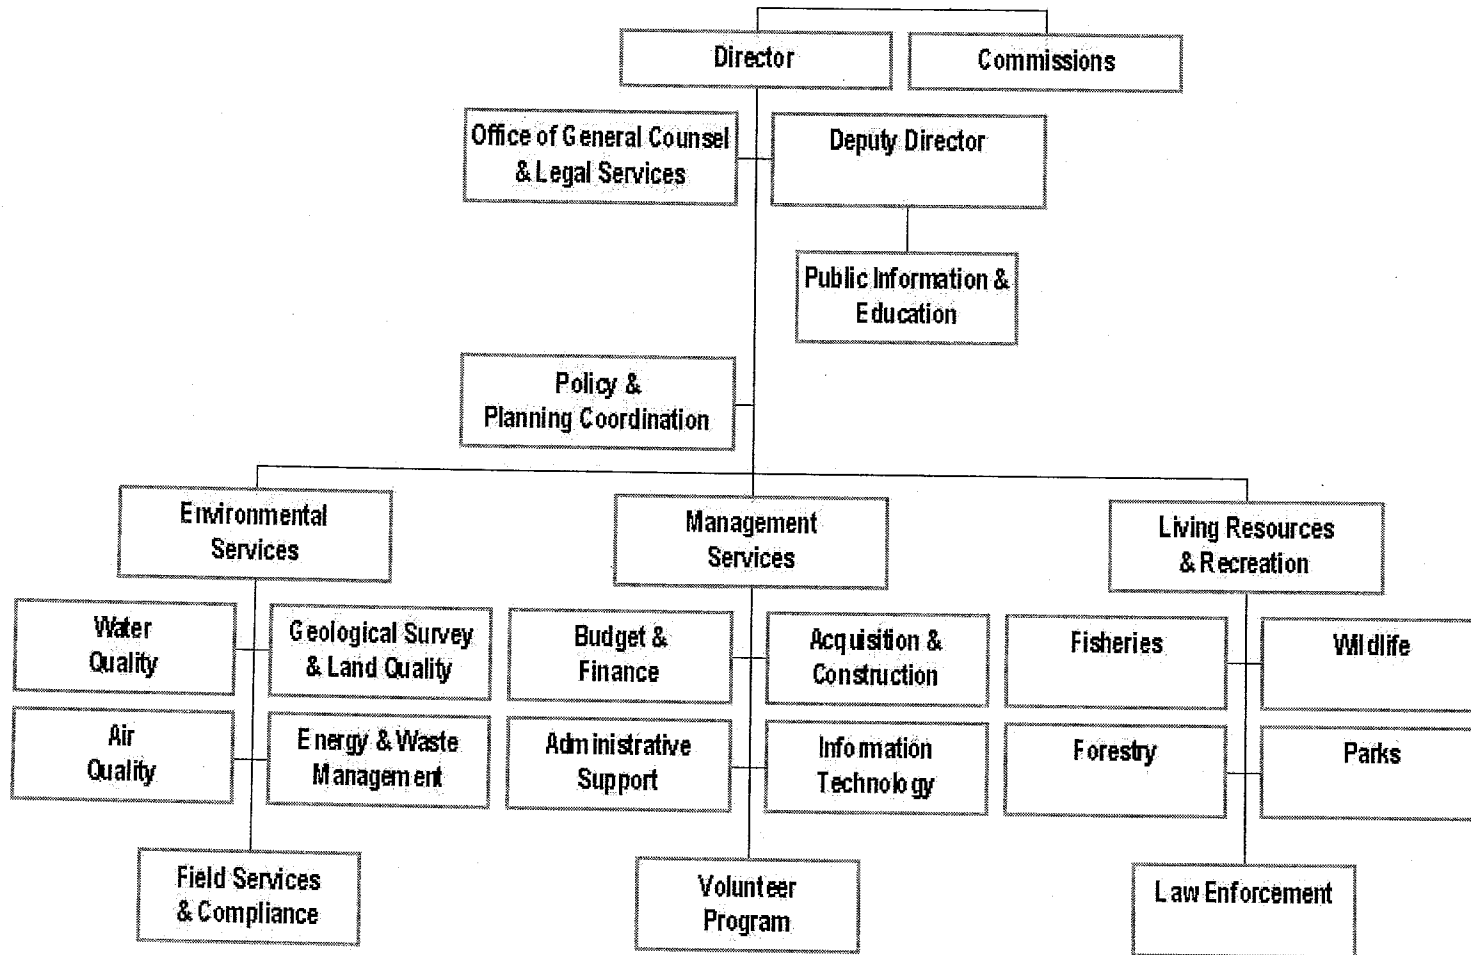 Director
Commissions
Office of General Counsel
& Legal Services
Deputy Director
Public Information &
Education
Policy &
Planning Coordination
Environmental
Services
Management
Services
Living Resources
& Recreation
Water
Quality
Geological Survey
& Land Quality
Budget &
Finance
Acquisition &
Construction
Fisheries
Wildlife
Air
Quality
Energy & Waste
Management
Administrative
Support
Information
Technology
Forestry
Parks
Field Services
& Compliance
Volunteer
Program
Law Enforcement